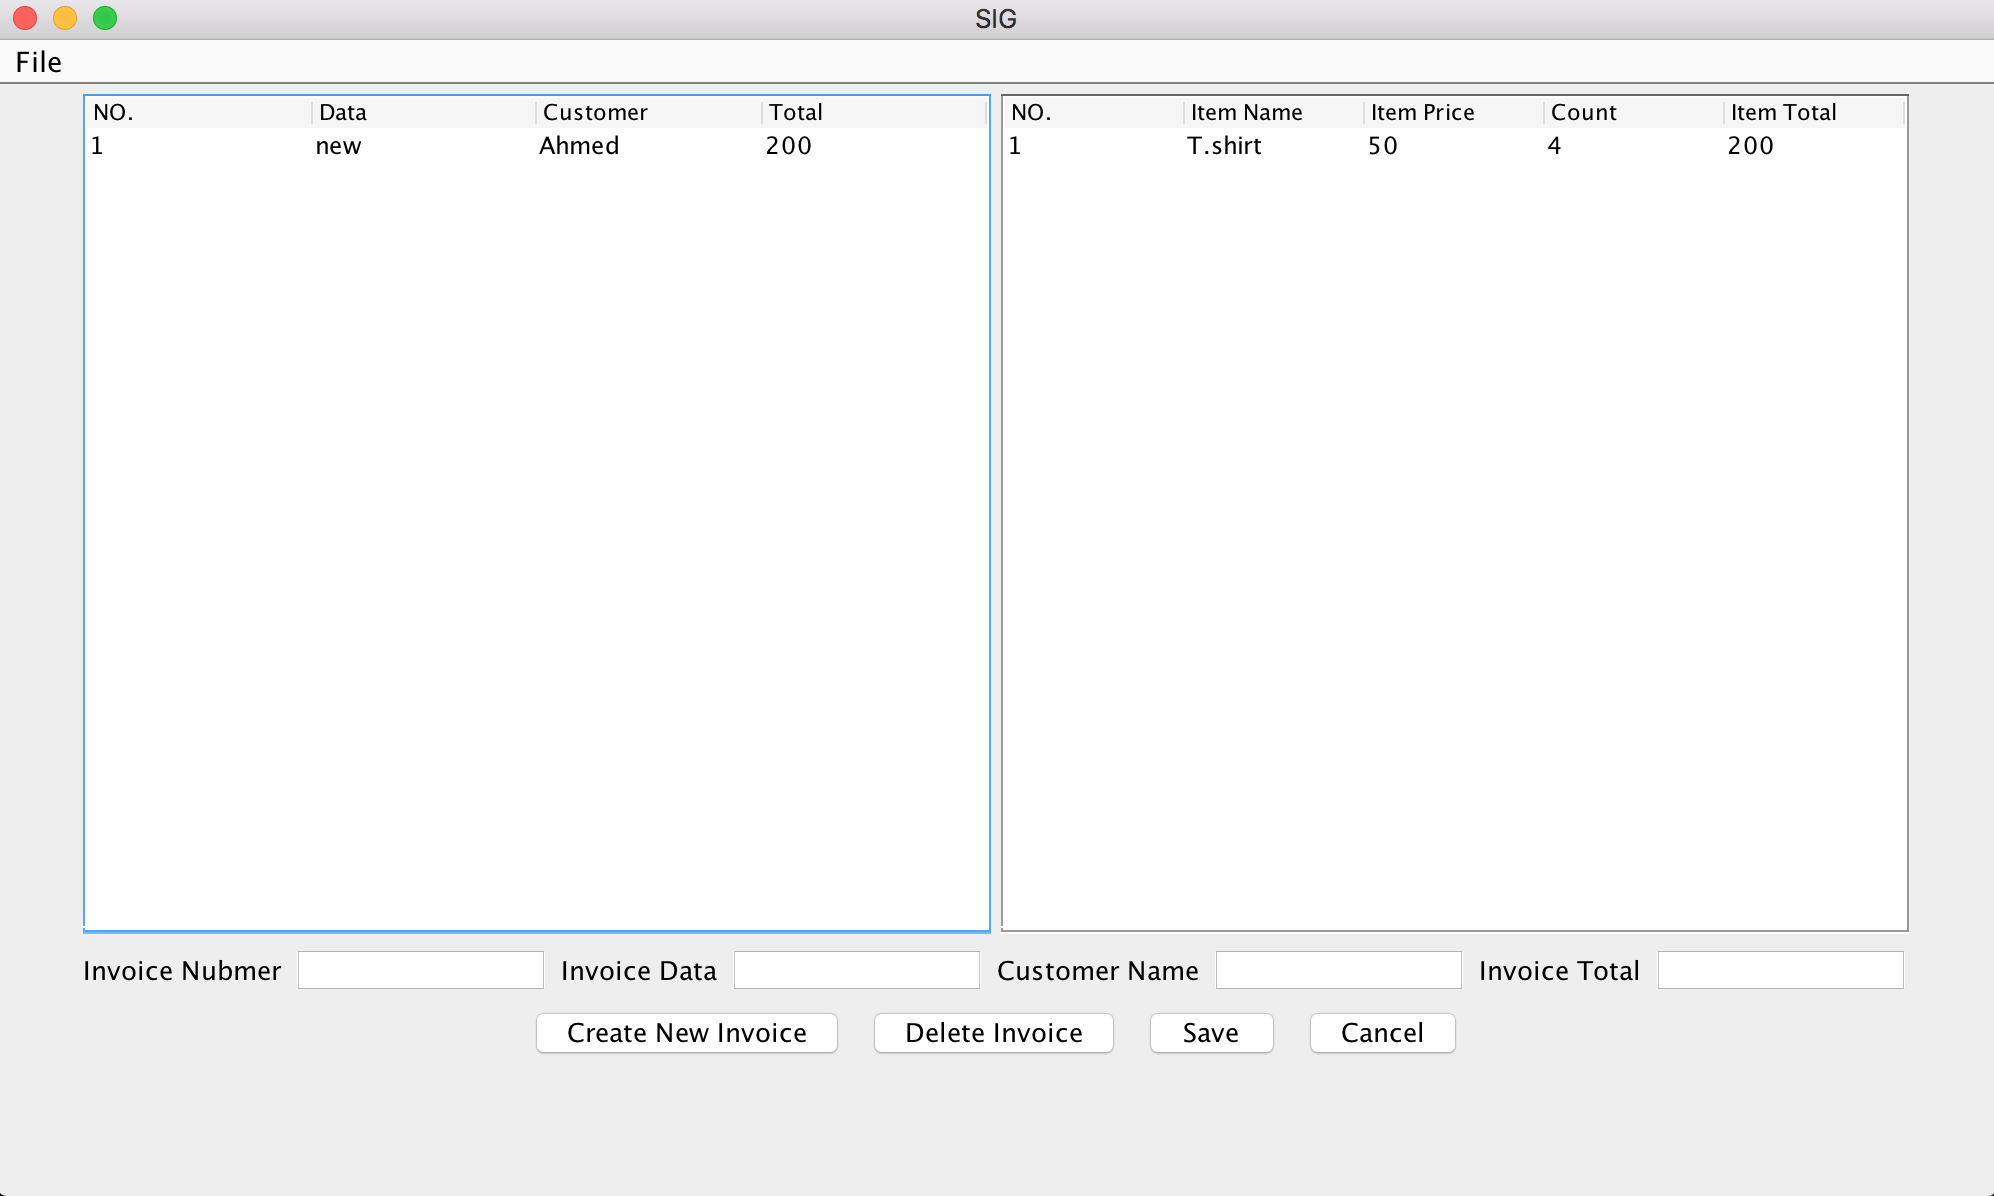 SIG
File
NO. Data Customer Total
1 new Ahmed 200
NO. Item Name Item Price Count Item Total
1 T.shirt 50 4 200
Invoice Nubmer Invoice Data Customer Name Invoice Total
Create New Invoice Delete Invoice Save Cancel